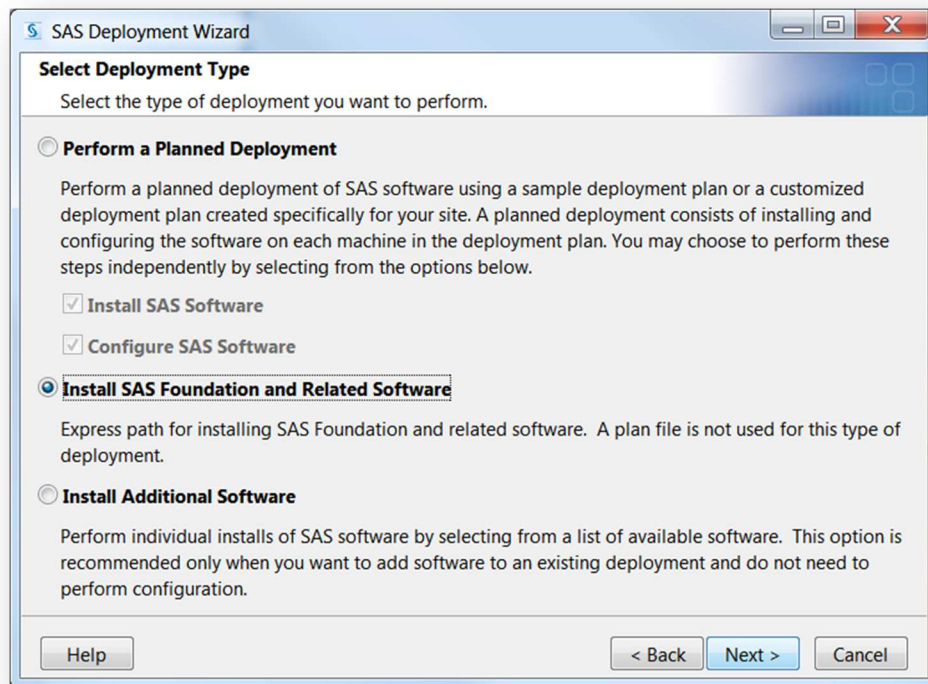 SAS Deployment Wizard
Select Deployment Type
Select the type of deployment you want to perform.
Perform a Planned Deployment
Perform a planned deployment of SAS software using a sample deployment plan or a customized
deployment plan created specifically for your site. A planned deployment consists of installing and
configuring the software on each machine in the deployment plan. You may choose to perform these
steps independently by selecting from the options below.
Install SAS Software
Configure SAS Software
Install SAS Foundation and Related Software
Express path for installing SAS Foundation and related software. A plan file is not used for this type of
deployment.
Install Additional Software
Perform individual installs of SAS software by selecting from a list of available software. This option is
recommended only when you want to add software to an existing deployment and do not need to
perform configuration.
Help < Back Next > Cancel